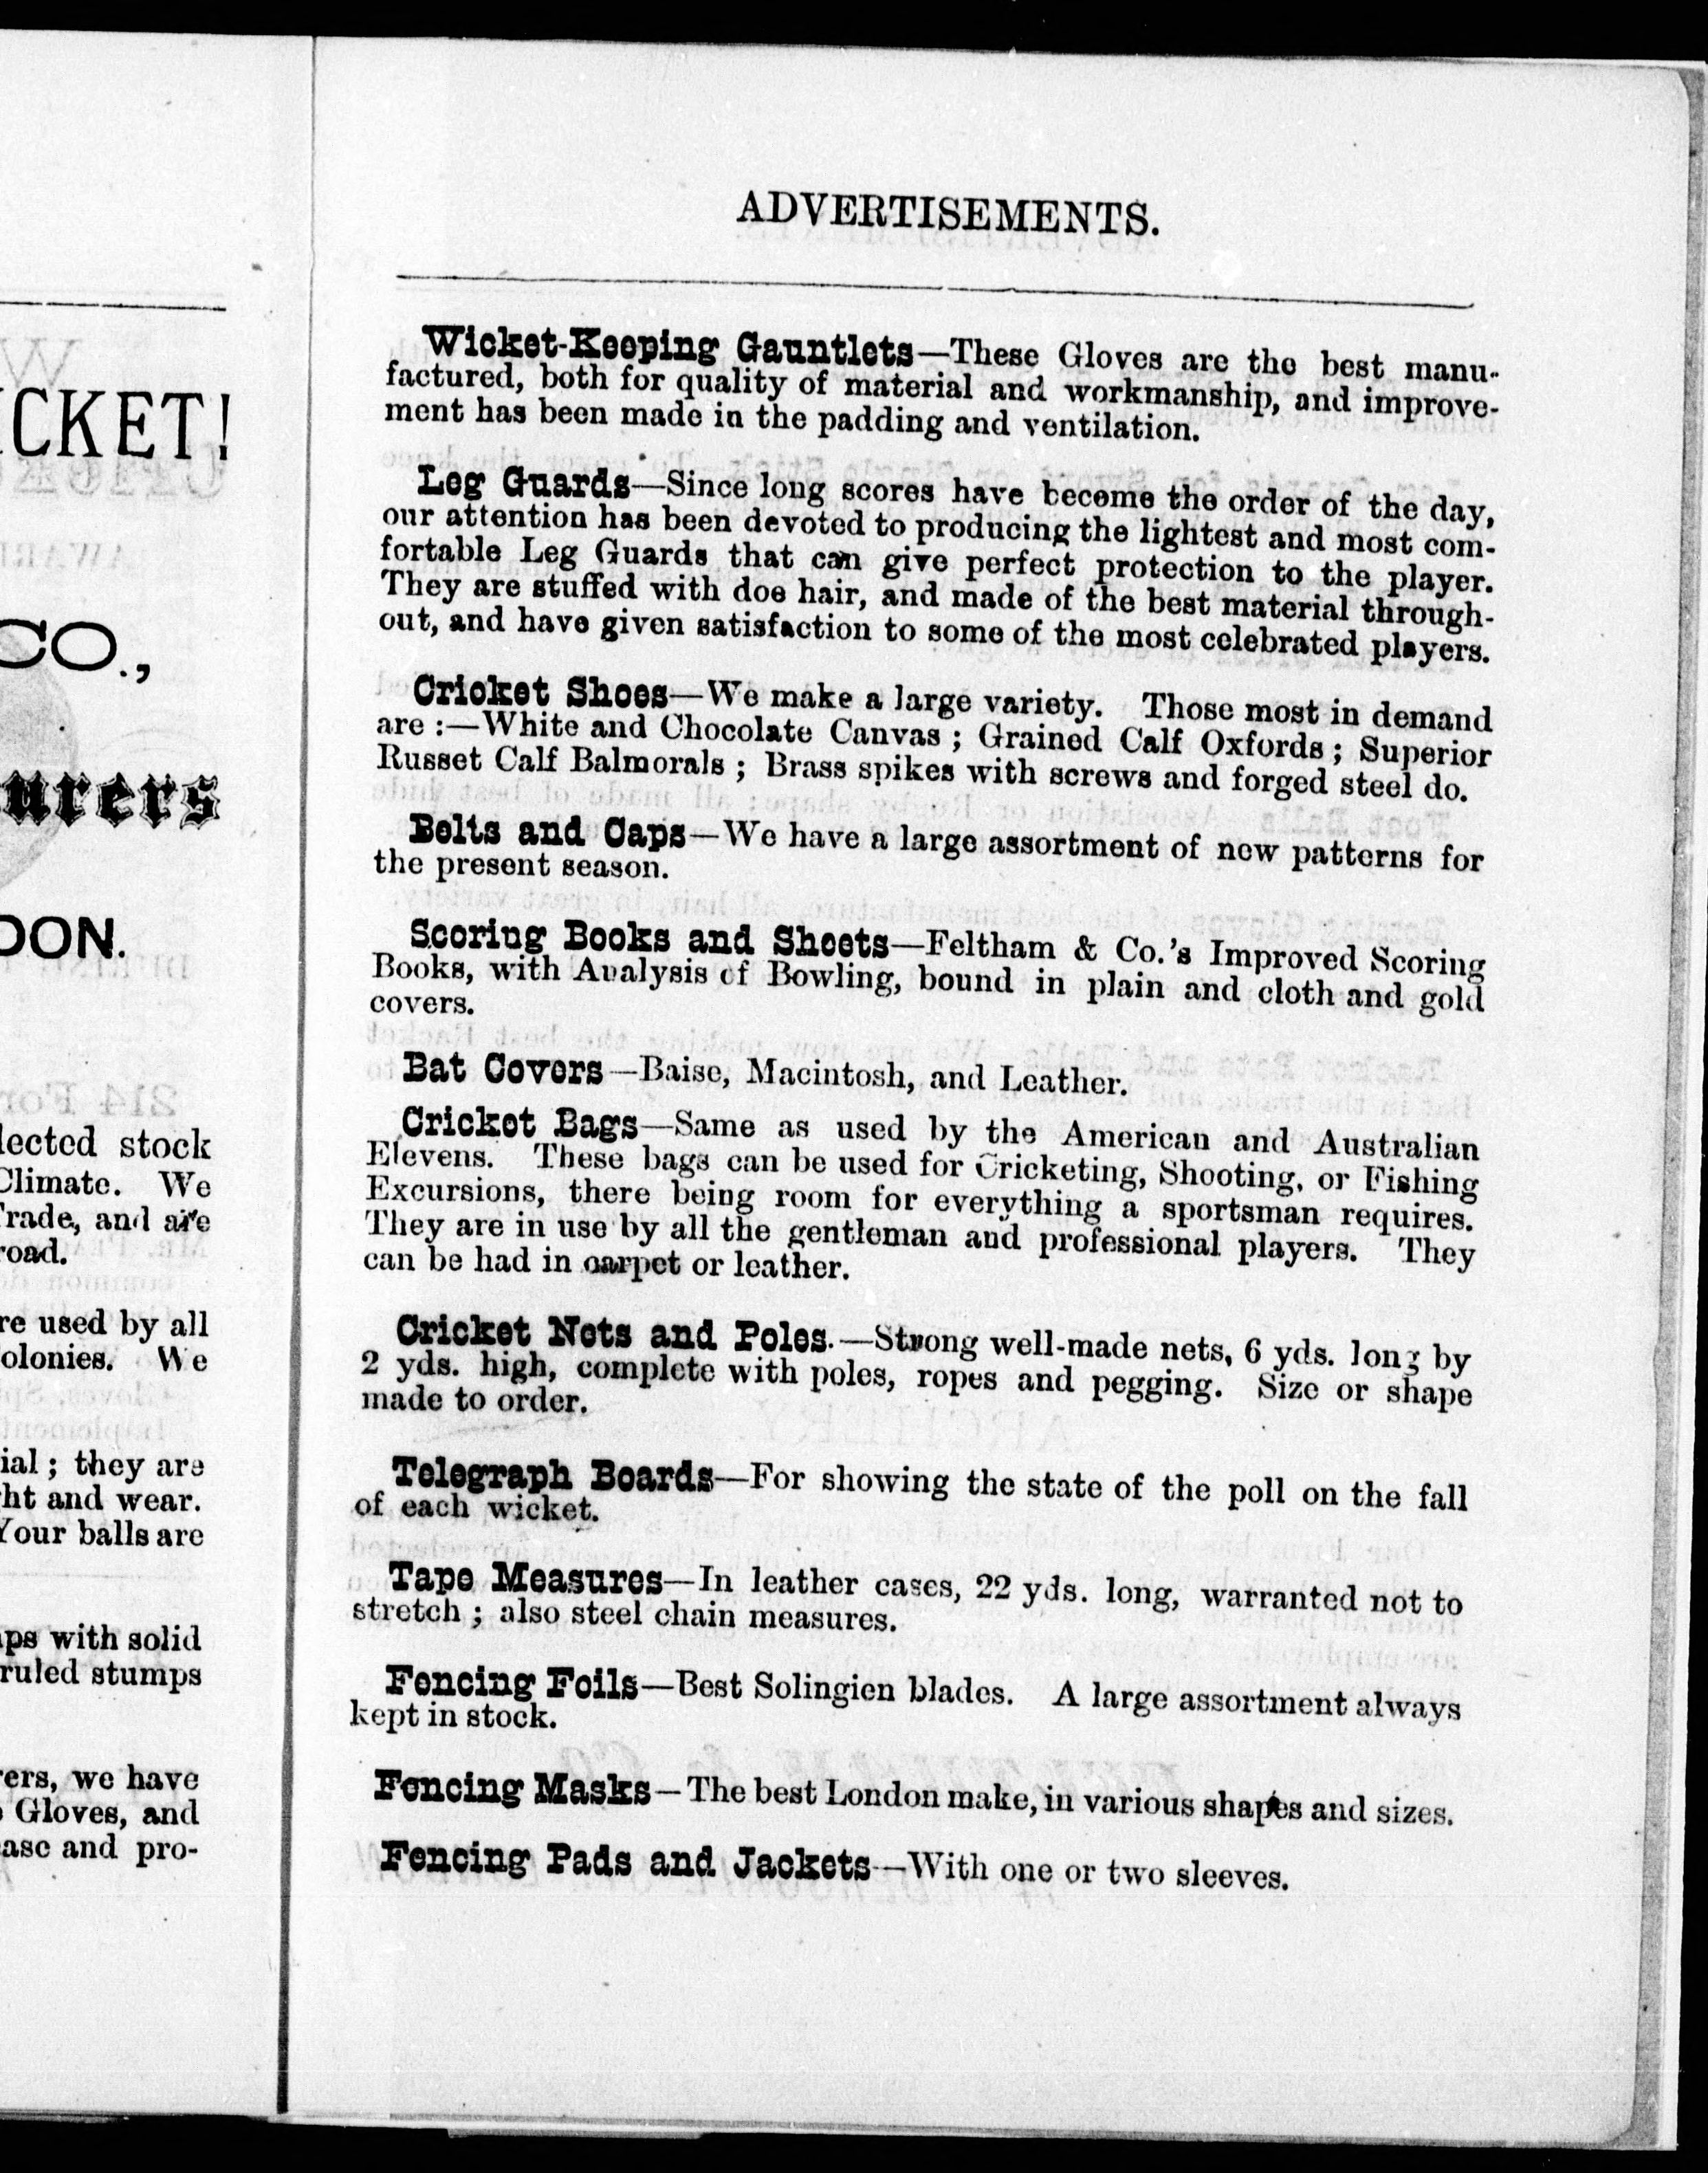 CKET!
CO.,
urers
DON.
lected stock
Climate. We
Trade, and are
road.
re used by all
olonies. We
ial ; they are
ht and wear.
Your balls are
ps with solid
ruled stumps
ers, we have
Gloves, and
ase and pro-
ADVERTISEMENTS.
Wicket-Keeping Gauntlets—These Gloves are the best manu-
factured, both for quality of material and workmanship, and improve-
ment has been made in the padding and ventilation.
Leg Guards—Since long scores have become the order of the day,
our attention has been devoted to producing the lightest and most com-
fortable Leg Guards that can give perfect protection to the player.
They are stuffed with doe hair, and made of the best material through-
out, and have given satisfaction to some of the most celebrated players.
Cricket Shoes—We make a large variety. Those most in demand
are :—White and Chocolate Canvas ; Grained Calf Oxfords ; Superior
Russet Calf Balmorals ; Brass spikes with screws and forged steel do.
Belts and Caps—We have a large assortment of new patterns for
the present season.
Scoring Books and Sheets—Feltham & Co.'s Improved Scoring
Books, with Analysis of Bowling, bound in plain and cloth and gold
covers.
Bat Covers—Baise, Macintosh, and Leather.
Cricket Bags—Same as used by the American and Australian
Elevens. These bags can be used for Cricketing, Shooting, or Fishing
Excursions, there being room for everything a sportsman requires.
They are in use by all the gentleman and professional players. They
can be had in carpet or leather.
Cricket Nets and Poles.—Strong well-made nets, 6 yds. long by
2 yds. high, complete with poles, ropes and pegging. Size or shape
made to order.
Telegraph Boards—For showing the state of the poll on the fall
of each wicket.
Tape Measures—In leather cases, 22 yds. long, warranted not to
stretch ; also steel chain measures.
Fencing Foils—Best Solingien blades. A large assortment always
kept in stock.
Fencing Masks—The best London make, in various shapes and sizes.
Fencing Pads and Jackets—With one or two sleeves.